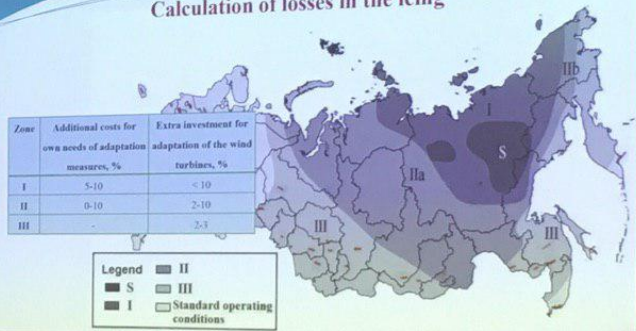 Calculation of losses in the icing
Zone
Additional costs for
own needs of adaptation
measures, %
Extra investment for
adaptation of the wind
turbines, %
I
5-10
< 10
II
0-10
2-10
III
-
2-3
IIb
I
S
IIa
III
III
Legend
S
I
II
III
Standard operating
conditions